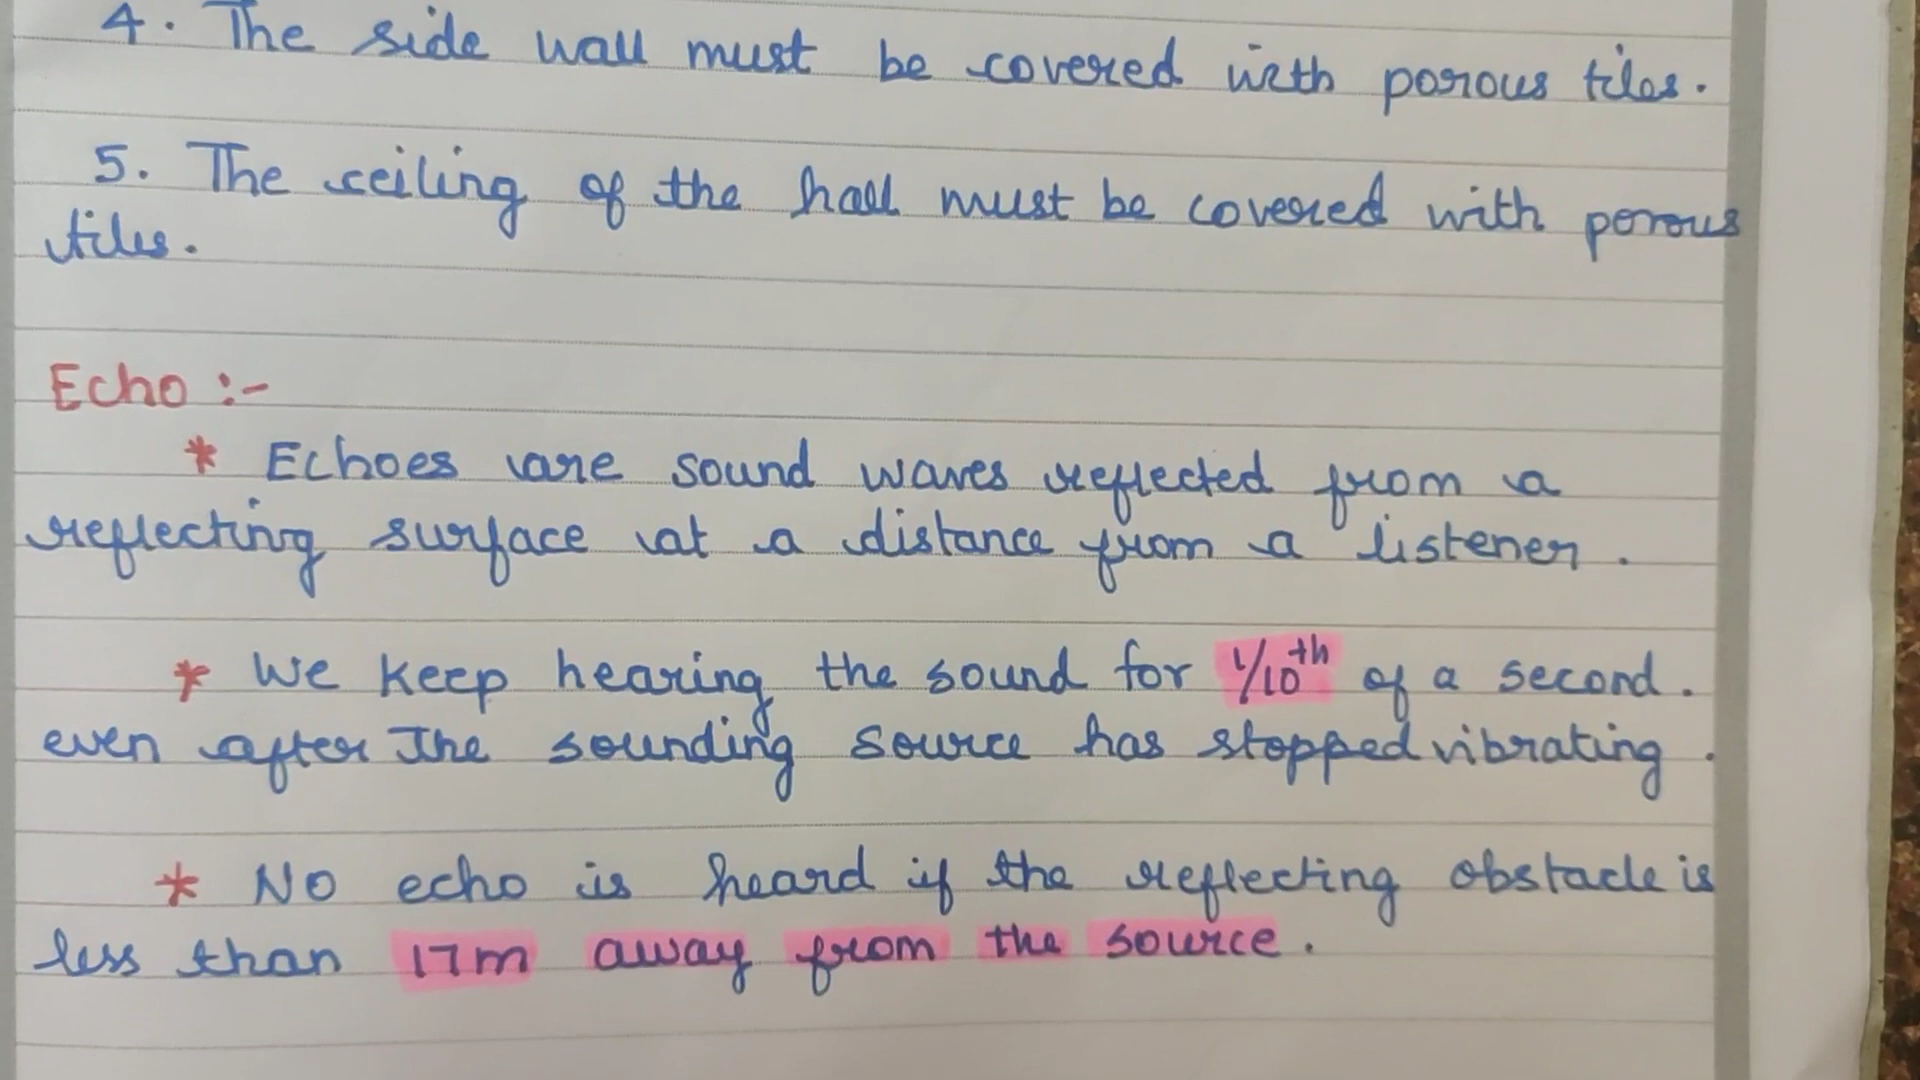 4. The side wall must be covered with porous tiles.
5. The ceiling of the hall must be covered with porous
tiles.
Echo :-
* Echoes are sound waves reflected from a
reflecting surface at a distance from a listener.
* We keep hearing the sound for 1/10th of a second.
even after The sounding source has stopped vibrating.
* No echo is heard if the reflecting obstacle is
less than 17m away from the source.